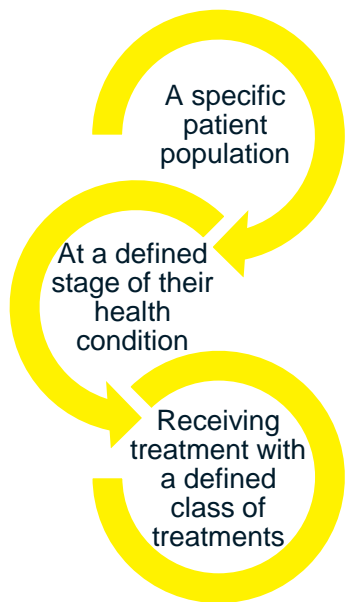 A specific
patient
population
At a defined
stage of their
health
condition
Receiving
treatment with
a defined
class of
treatments